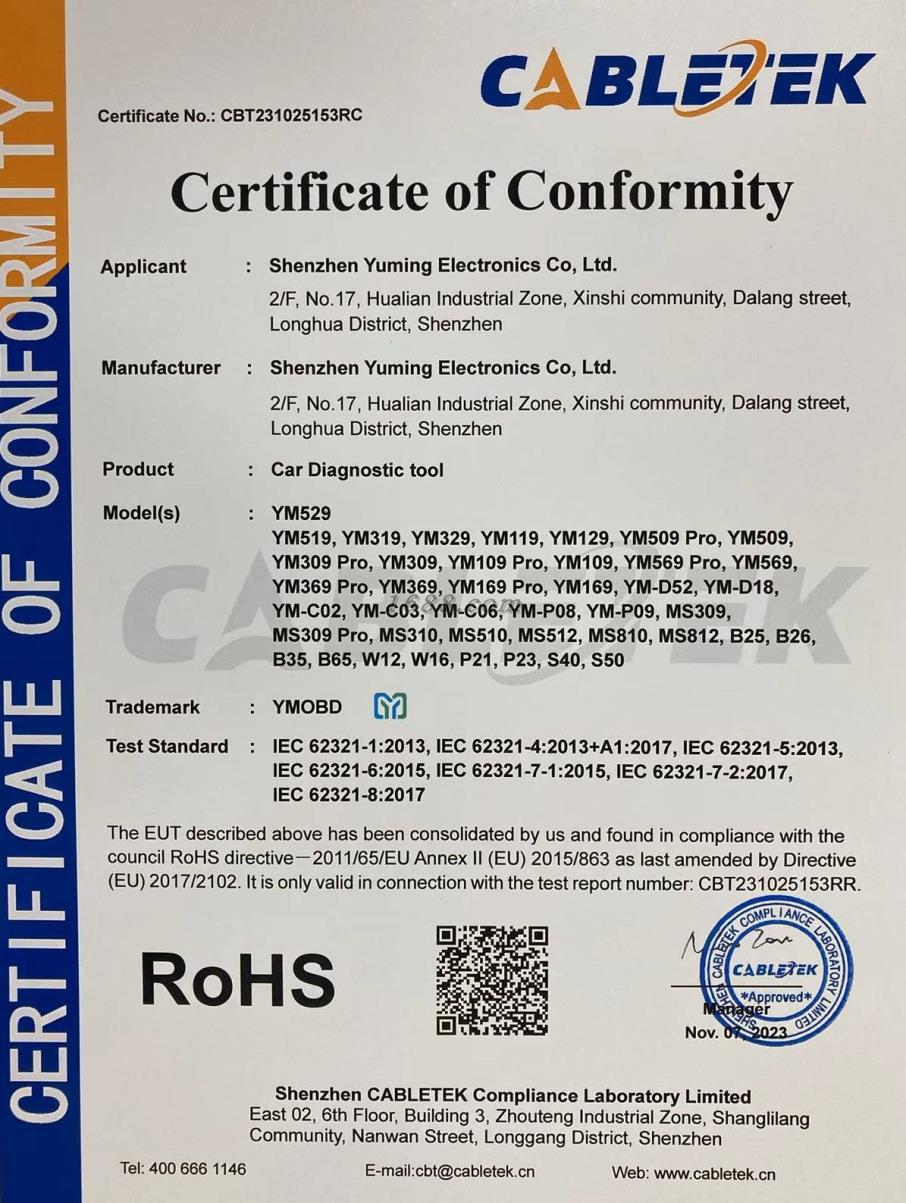 CERTIFICATE OF CONFORMITY
CABLETEK
Certificate No.: CBT231025153RC
Certificate of Conformity
Applicant : Shenzhen Yuming Electronics Co, Ltd.
2/F, No.17, Hualian Industrial Zone, Xinshi community, Dalang street,
Longhua District, Shenzhen
Manufacturer : Shenzhen Yuming Electronics Co, Ltd.
2/F, No.17, Hualian Industrial Zone, Xinshi community, Dalang street,
Longhua District, Shenzhen
Product : Car Diagnostic tool
Model(s) : YM529
YM519, YM319, YM329, YM119, YM129, YM509 Pro, YM509,
YM309 Pro, YM309, YM109 Pro, YM109, YM569 Pro, YM569,
YM369 Pro, YM369, YM169 Pro, YM169, YM-D52, YM-D18,
YM-C02, YM-C03, YM-C06, YM-P08, YM-P09, MS309,
MS309 Pro, MS310, MS510, MS512, MS810, MS812, B25, B26,
B35, B65, W12, W16, P21, P23, S40, S50
CABLETEK
1688.com
Trademark : YMOBD
Test Standard : IEC 62321-1:2013, IEC 62321-4:2013+A1:2017, IEC 62321-5:2013,
IEC 62321-6:2015, IEC 62321-7-1:2015, IEC 62321-7-2:2017,
IEC 62321-8:2017
The EUT described above has been consolidated by us and found in compliance with the
council RoHS directive—2011/65/EU Annex II (EU) 2015/863 as last amended by Directive
(EU) 2017/2102. It is only valid in connection with the test report number: CBT231025153RR.
RoHS
SHENZHEN CABLETEK COMPLIANCE LABORATORY LIMITED
CABLETEK
*Approved*
Manager
Nov. 07, 2023
Shenzhen CABLETEK Compliance Laboratory Limited
East 02, 6th Floor, Building 3, Zhouteng Industrial Zone, Shanglilang
Community, Nanwan Street, Longgang District, Shenzhen
Tel: 400 666 1146 E-mail:cbt@cabletek.cn Web: www.cabletek.cn